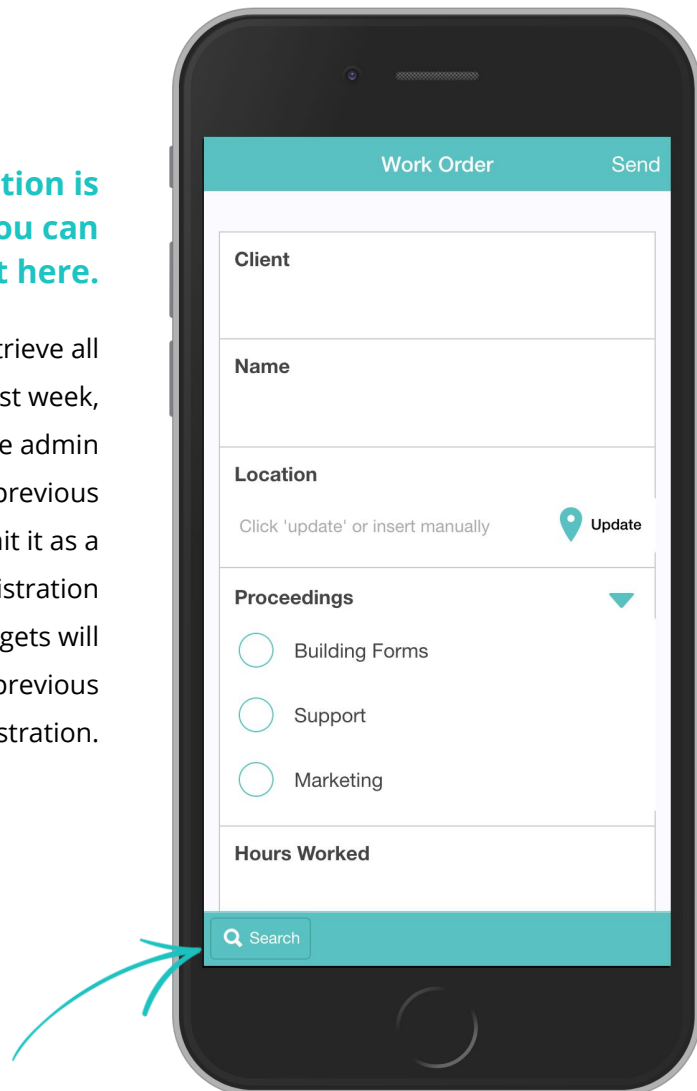 tion is
ou can
t here.
trieve all
st week,
e admin
previous
it it as a
istration
gets will
previous
stration.
Work Order
Send
Client
Name
Location
Click 'update' or insert manually
Update
Proceedings
Building Forms
Support
Marketing
Hours Worked
Search